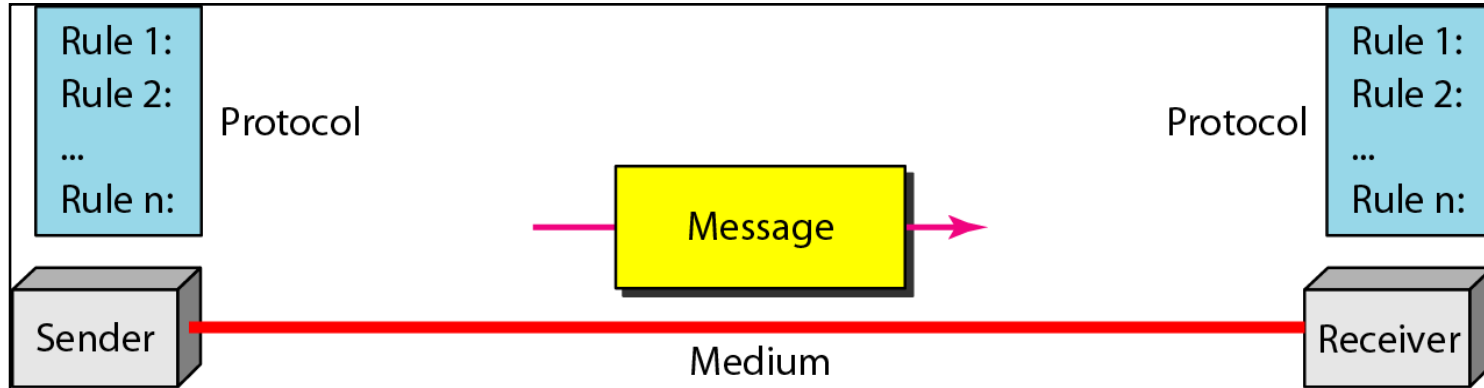 Rule 1:
Rule 2:
...
Rule n:
Protocol
Message
Protocol
Rule 1:
Rule 2:
...
Rule n:
Sender
Medium
Receiver